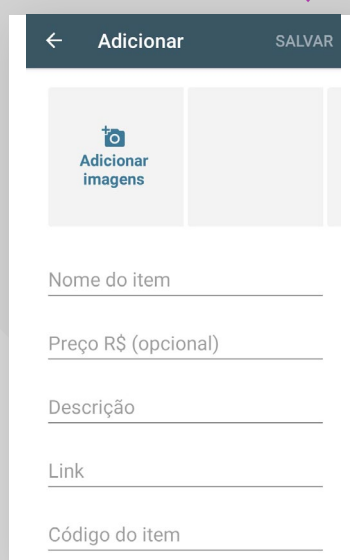 Adicionar
SALVAR
Adicionar
imagens
Nome do item
Preço R$ (opcional)
Descrição
Link
Código do item